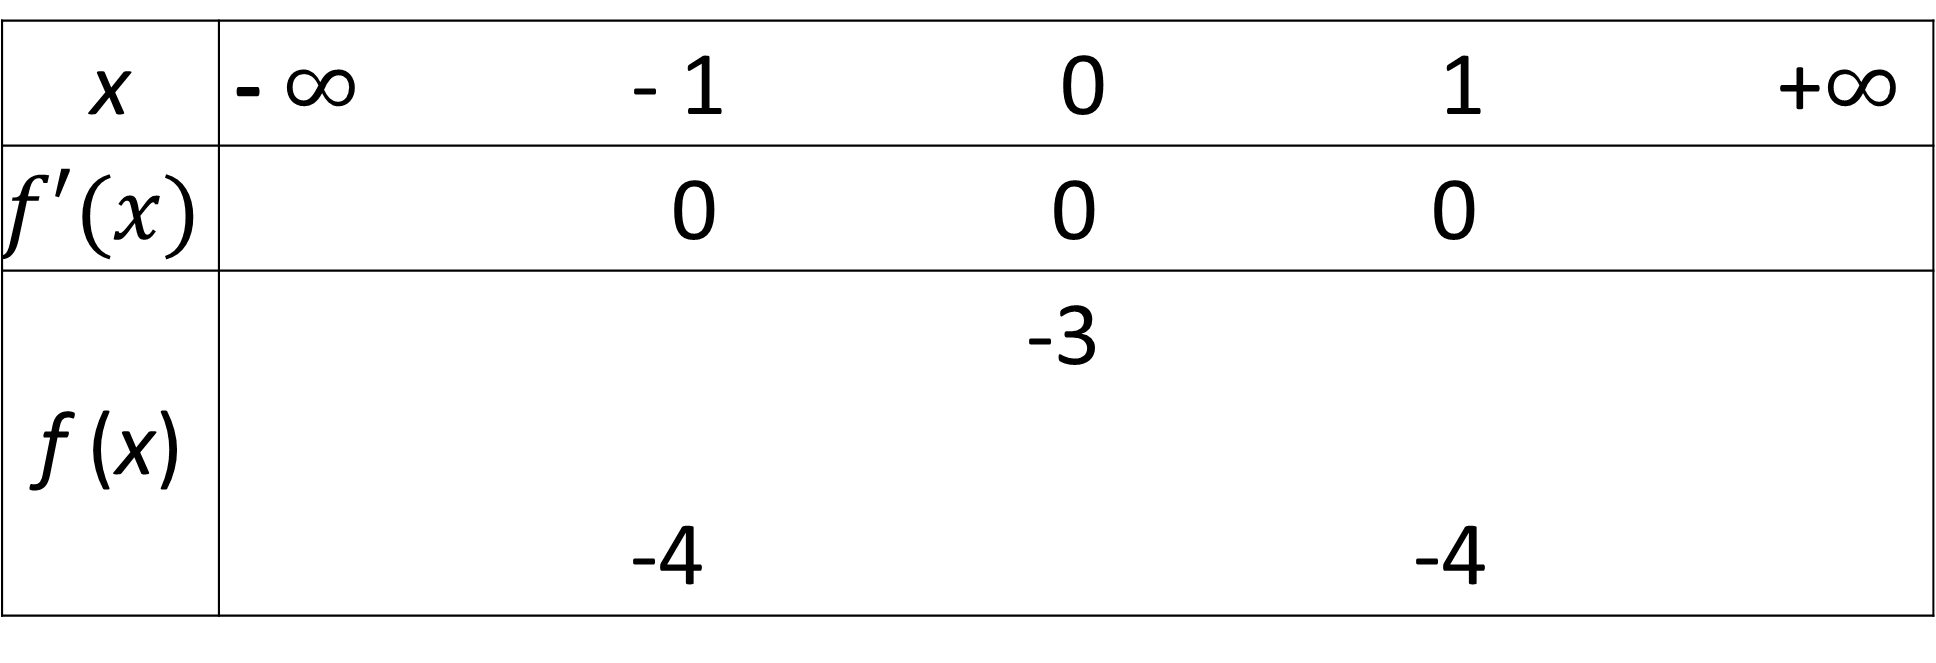 x - ∞ - 1 0 1 +∞
f′(x) 0 0 0
-3
f (x)
-4 -4